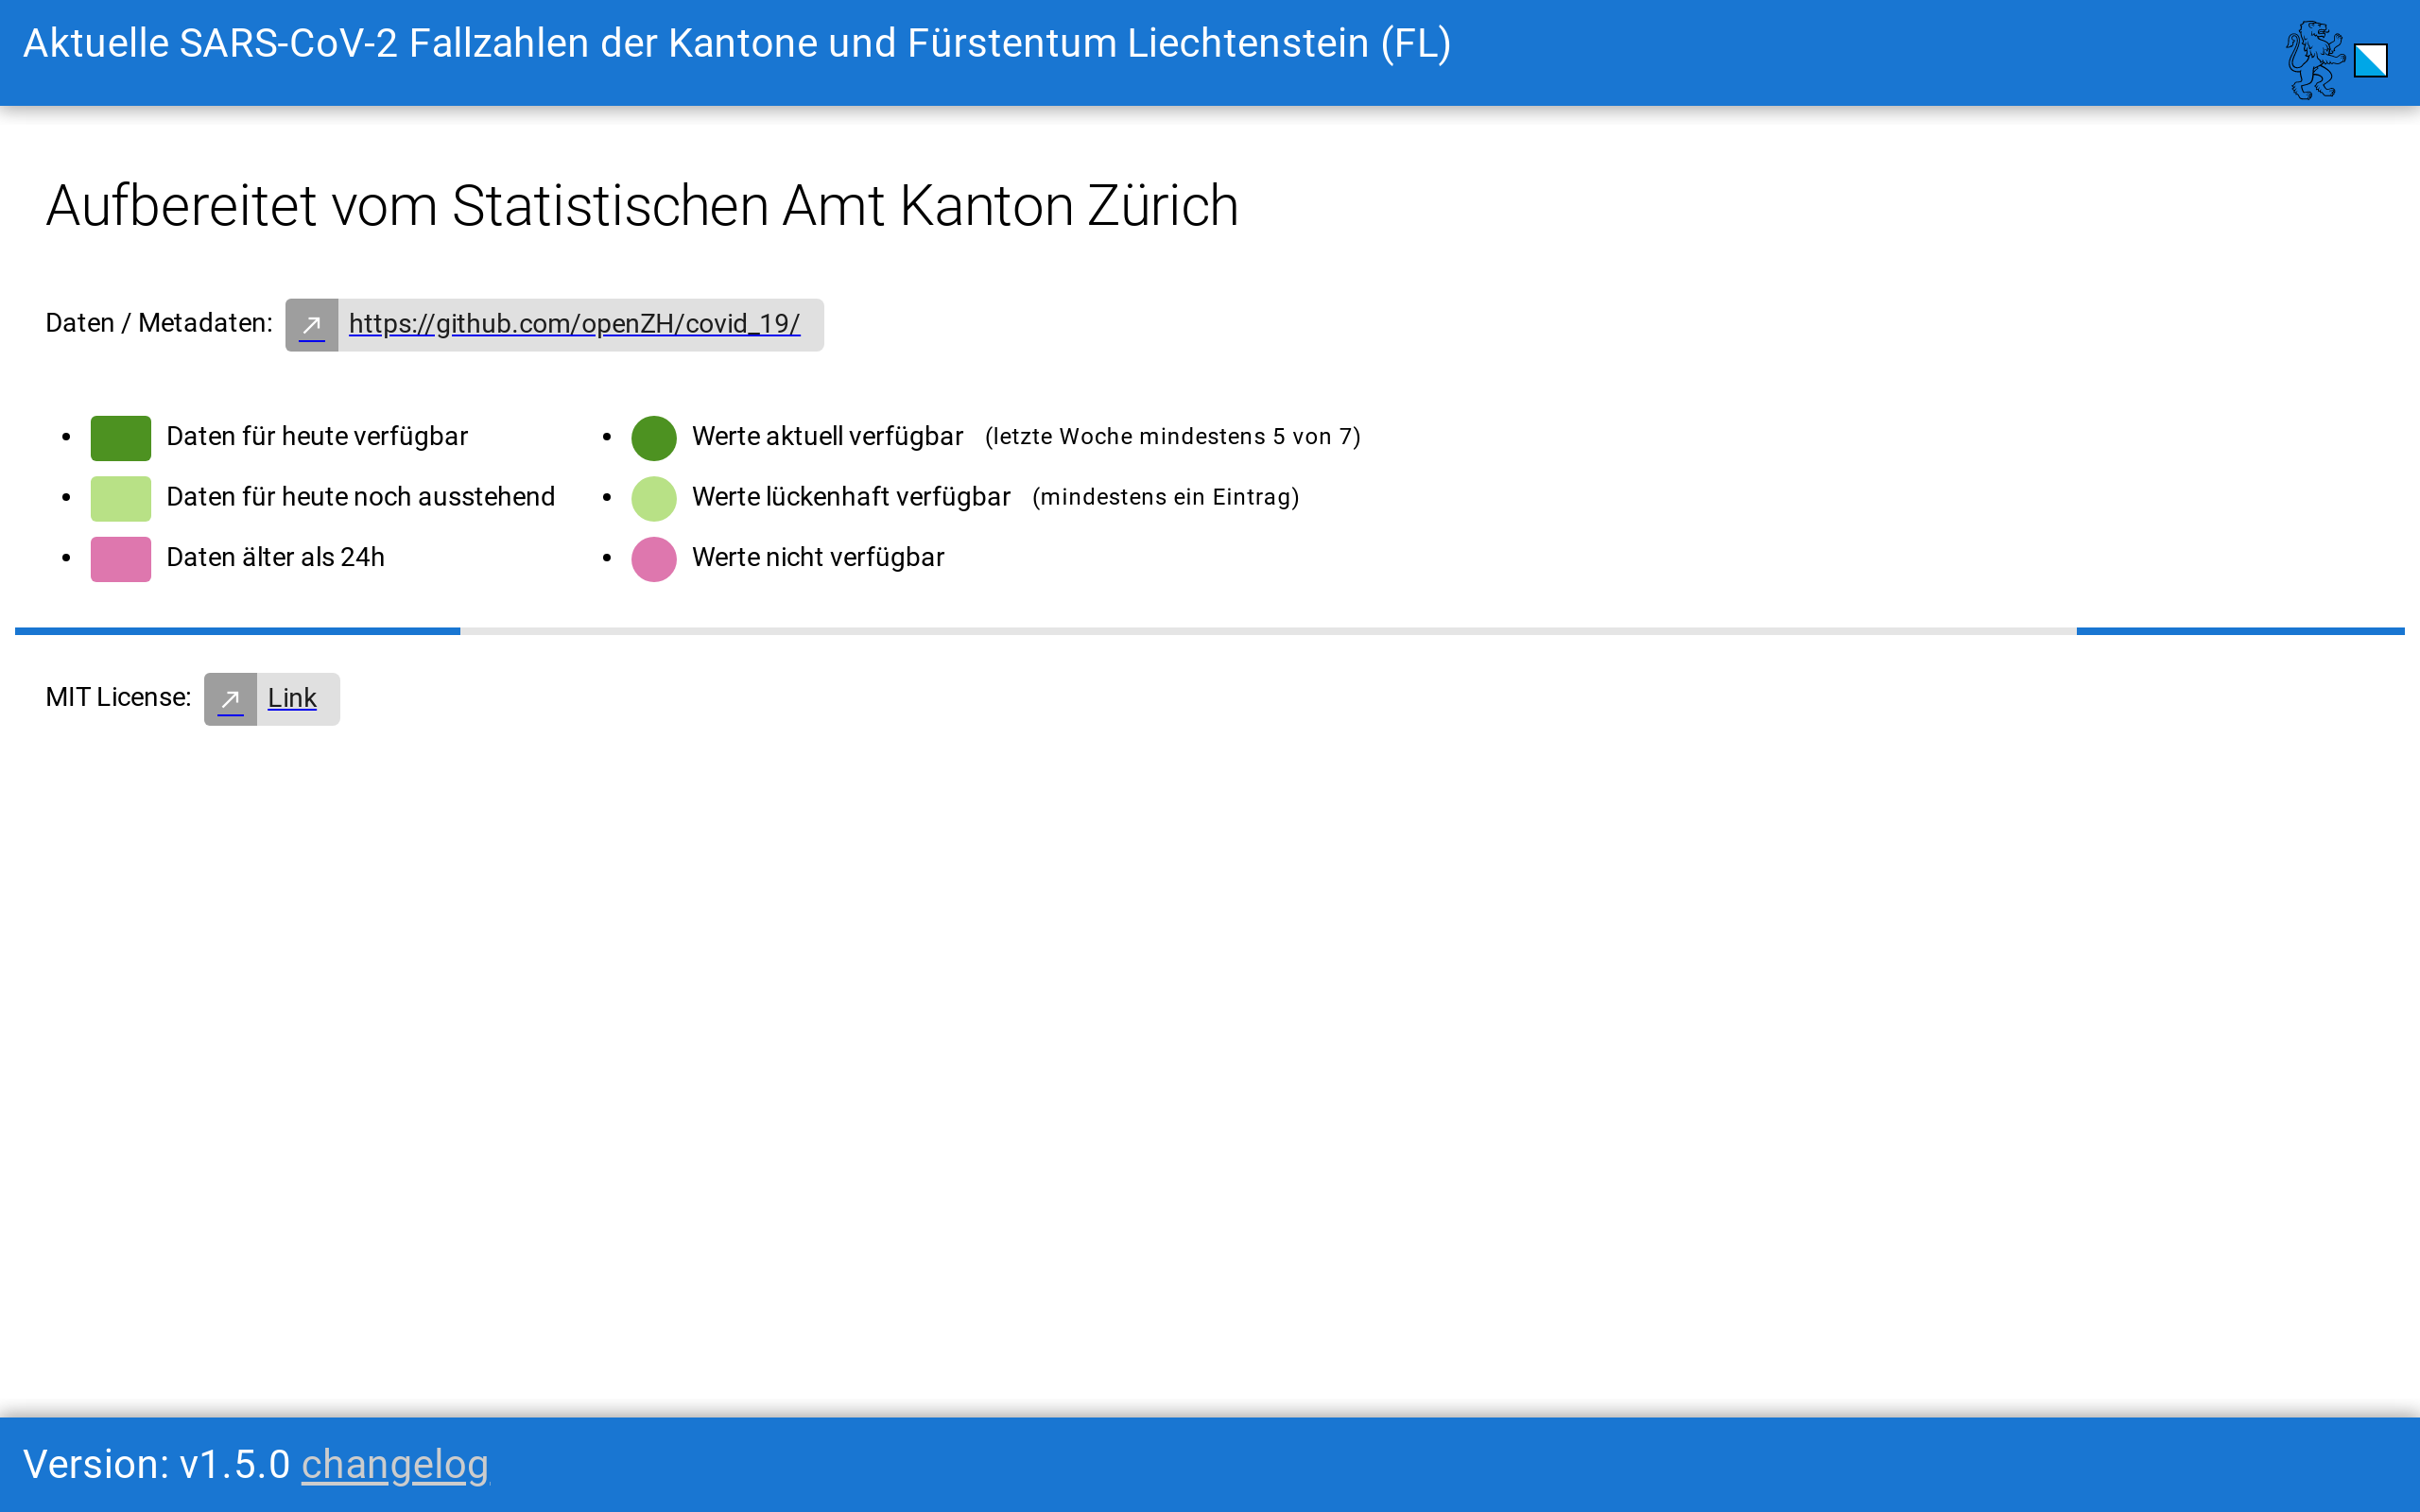 Aktuelle SARS-CoV-2 Fallzahlen der Kantone und Fürstentum Liechtenstein (FL)
Aufbereitet vom Statistischen Amt Kanton Zürich
Daten / Metadaten: https://github.com/openZH/covid_19/
Daten für heute verfügbar
Daten für heute noch ausstehend
Daten älter als 24h
Werte aktuell verfügbar (letzte Woche mindestens 5 von 7)
Werte lückenhaft verfügbar (mindestens ein Eintrag)
Werte nicht verfügbar
MIT License: Link
Version: v1.5.0 changelog